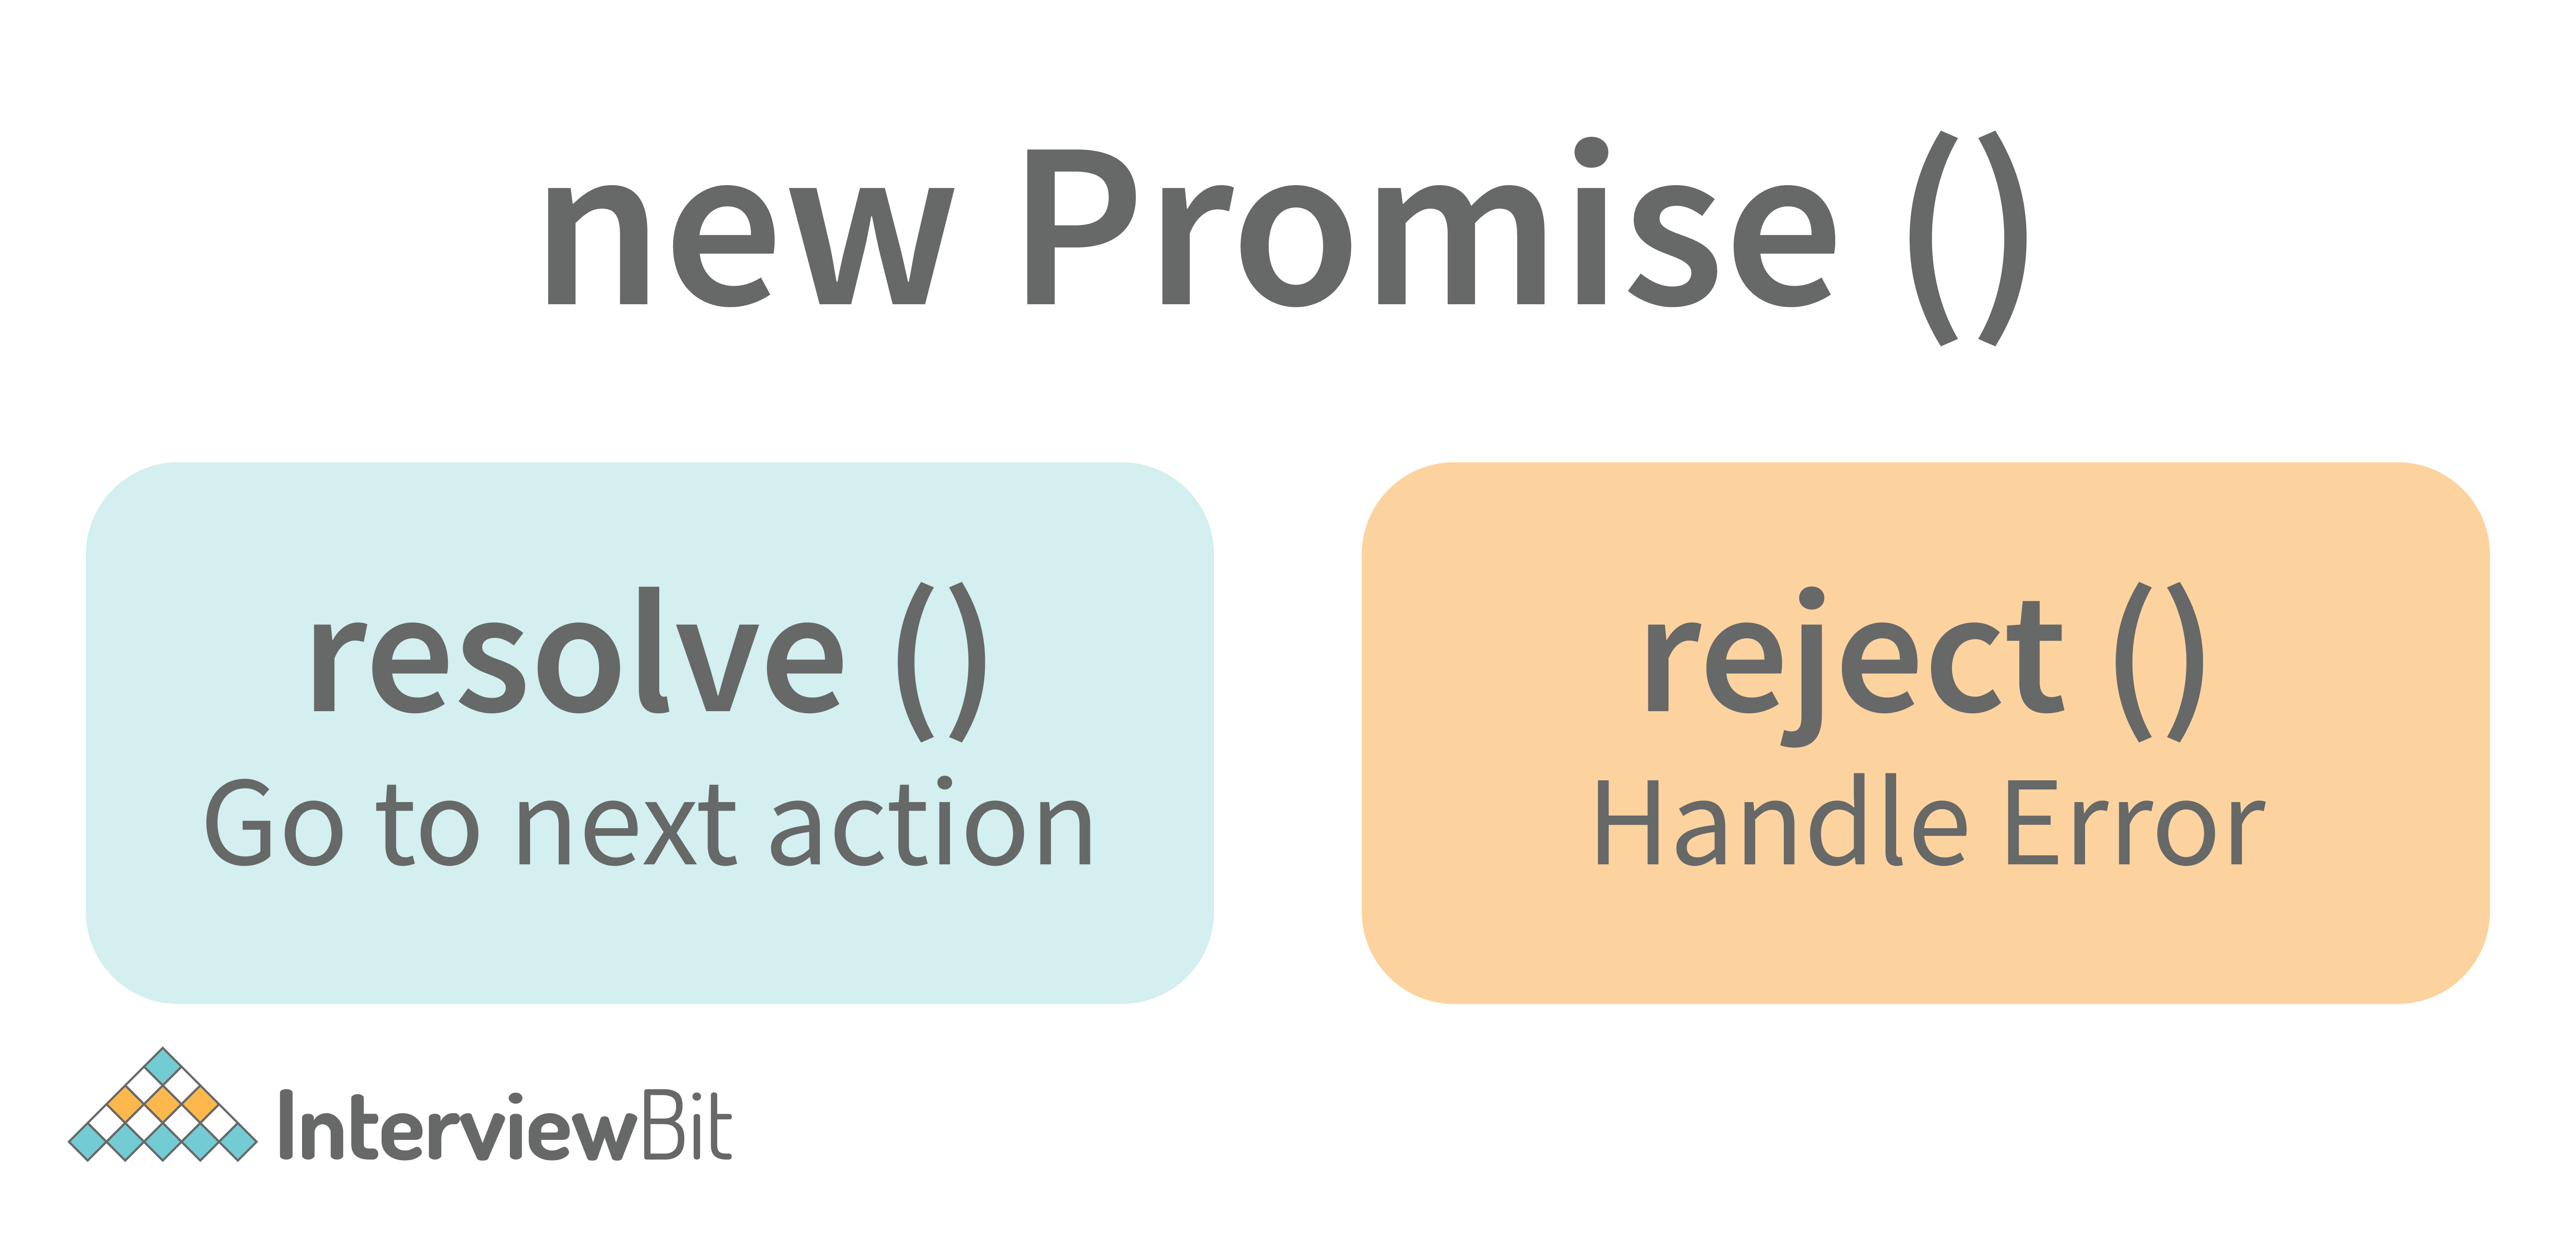 new Promise ()
resolve ()
Go to next action
reject ()
Handle Error
InterviewBit